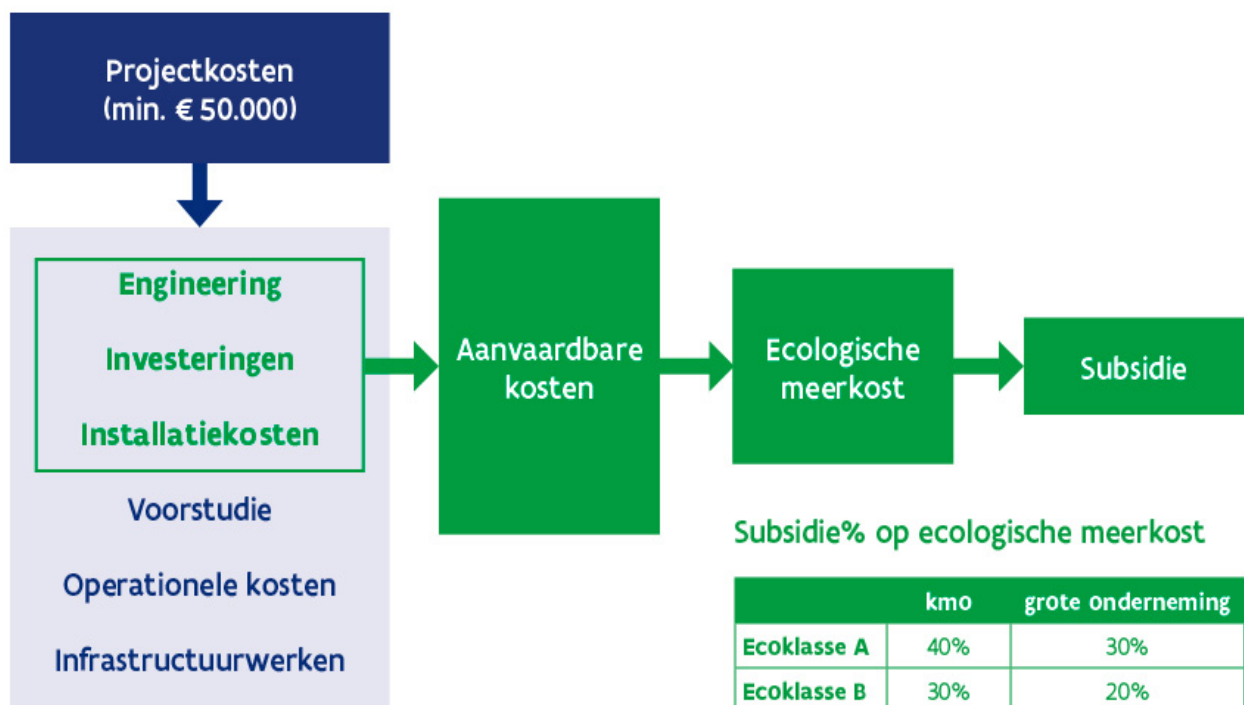 Projectkosten
(min. € 50.000)
Engineering
Investeringen
Installatiekosten
Voorstudie
Operationele kosten
Infrastructuurwerken
Aanvaardbare
kosten
Ecologische
meerkost
Subsidie
Subsidie% op ecologische meerkost
kmo grote onderneming
Ecoklasse A 40% 30%
Ecoklasse B 30% 20%